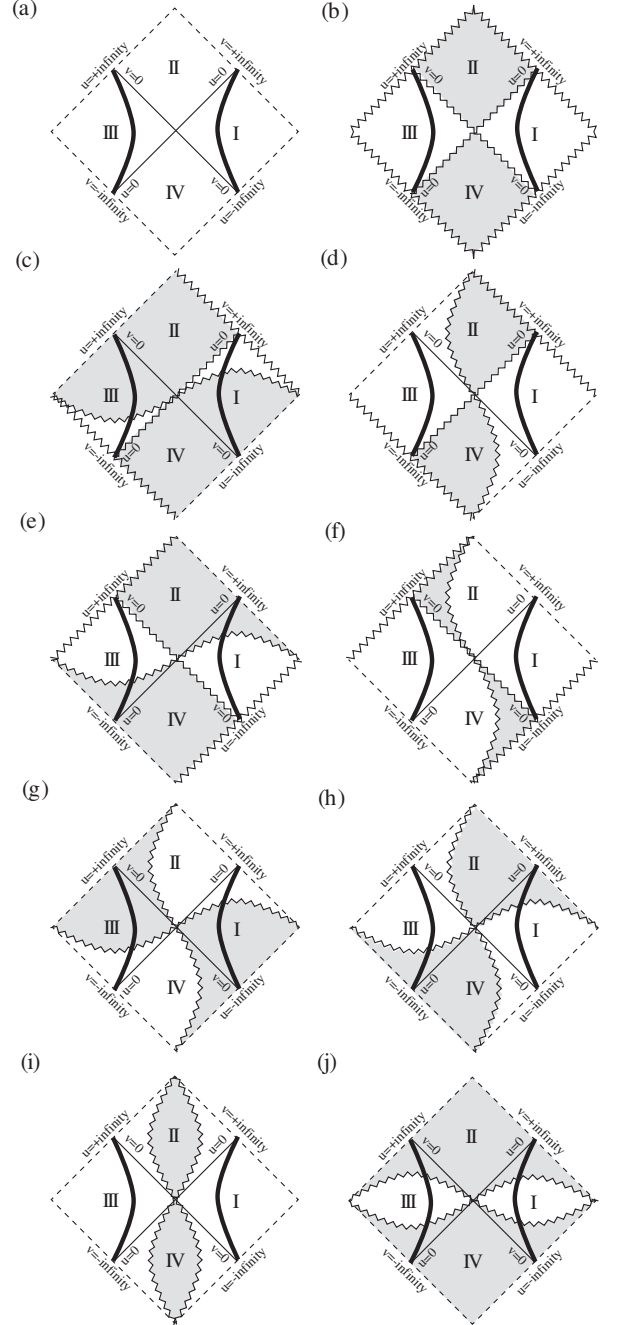 (a)
u=+infinity
v=0
II
u=0
v=+infinity
III
I
v=-infinity
u=0
IV
v=0
u=-infinity
(b)
u=+infinity
v=0
II
u=0
v=+infinity
III
I
v=-infinity
u=0
IV
v=0
u=-infinity
(c)
u=+infinity
v=0
II
u=0
v=+infinity
III
I
v=-infinity
u=0
IV
v=0
u=-infinity
(d)
u=+infinity
v=0
II
u=0
v=+infinity
III
I
v=-infinity
u=0
IV
v=0
u=-infinity
(e)
u=+infinity
v=0
II
u=0
v=+infinity
III
I
v=-infinity
u=0
IV
v=0
u=-infinity
(f)
u=+infinity
v=0
II
u=0
v=+infinity
III
I
v=-infinity
u=0
IV
v=0
u=-infinity
(g)
u=+infinity
v=0
II
u=0
v=+infinity
III
I
v=-infinity
u=0
IV
v=0
u=-infinity
(h)
u=+infinity
v=0
II
u=0
v=+infinity
III
I
v=-infinity
u=0
IV
v=0
u=-infinity
(i)
u=+infinity
v=0
II
u=0
v=+infinity
III
I
v=-infinity
u=0
IV
v=0
u=-infinity
(j)
u=+infinity
v=0
II
u=0
v=+infinity
III
I
v=-infinity
u=0
IV
v=0
u=-infinity